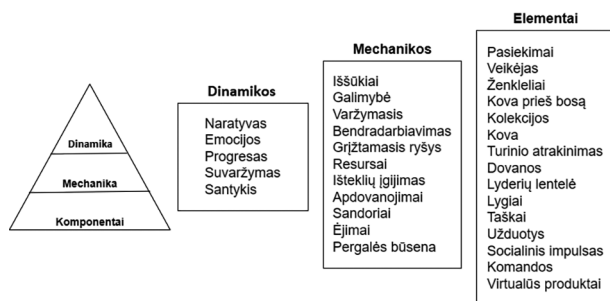 Dinamika
Mechanika
Komponentai
Dinamikos
Naratyvas
Emocijos
Progresas
Suvaržymas
Santykis
Mechanikos
Iššūkiai
Galimybė
Varžymasis
Bendradarbiavimas
Grįžtamasis ryšys
Resursai
Išteklių įgijimas
Apdovanojimai
Sandoriai
Ėjimai
Pergalės būsena
Elementai
Pasiekimai
Veikėjas
Ženkleliai
Kova prieš bosą
Kolekcijos
Kova
Turinio atrakinimas
Dovanos
Lyderių lentelė
Lygiai
Taškai
Užduotys
Socialinis impulsas
Komandos
Virtualūs produktai